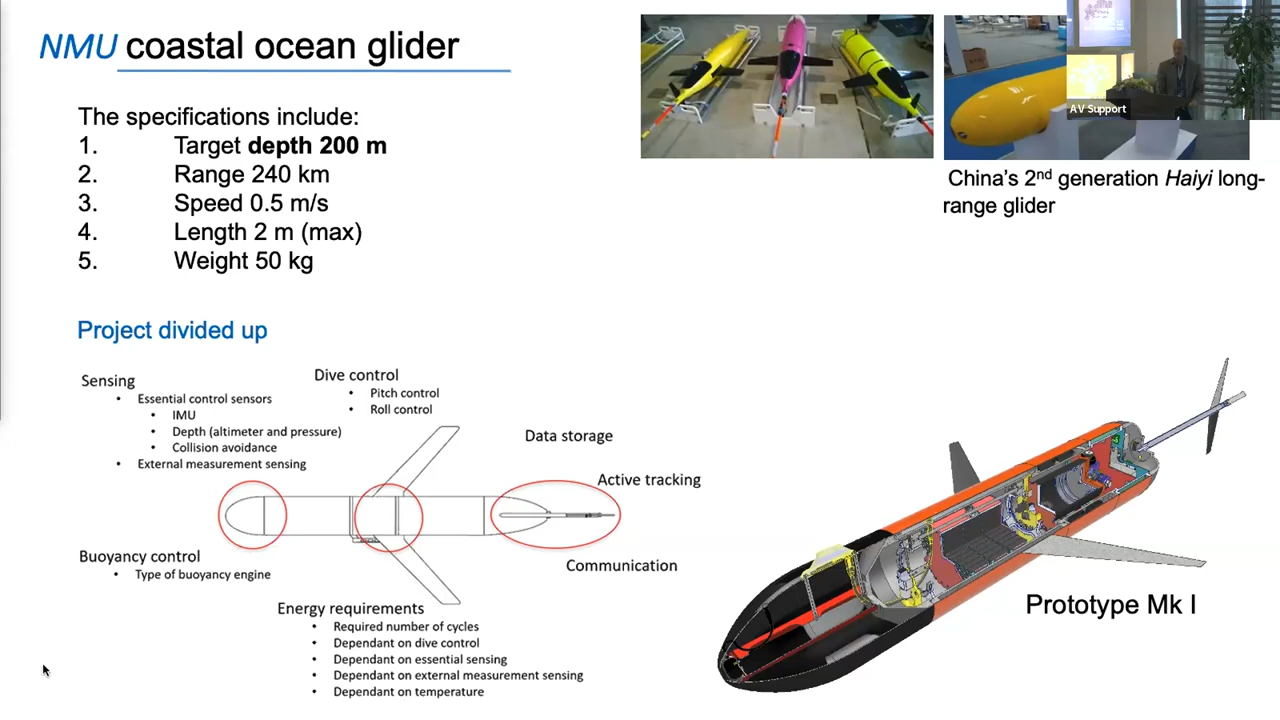 NMU coastal ocean glider
The specifications include:
1. Target depth 200 m
2. Range 240 km
3. Speed 0.5 m/s
4. Length 2 m (max)
5. Weight 50 kg
AV Support
China's 2nd generation Haiyi long-
range glider
Project divided up
Sensing
• Essential control sensors
• IMU
• Depth (altimeter and pressure)
• Collision avoidance
• External measurement sensing
Dive control
• Pitch control
• Roll control
Data storage
Active tracking
Buoyancy control
• Type of buoyancy engine
Communication
Energy requirements
• Required number of cycles
• Dependant on dive control
• Dependant on essential sensing
• Dependant on external measurement sensing
• Dependant on temperature
Prototype Mk I